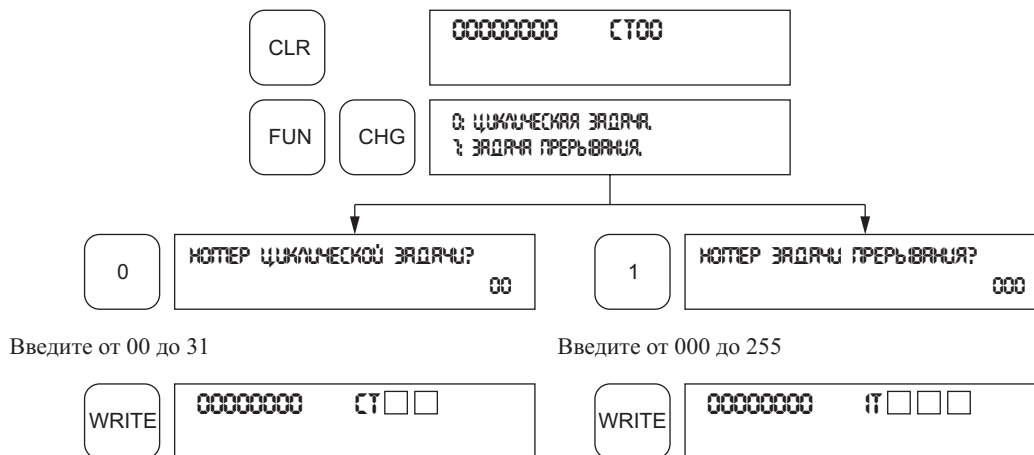 CLR
00000000 CT00
FUN CHG
0: ЦИКЛИЧЕСКАЯ ЗАДАЧА,
1: ЗАДАЧА ПРЕРЫВАНИЯ,
0
НОМЕР ЦИКЛИЧЕСКОЙ ЗАДАЧИ?
00
1
НОМЕР ЗАДАЧИ ПРЕРЫВАНИЯ?
000
Введите от 00 до 31
Введите от 000 до 255
WRITE
00000000 CT□□
WRITE
00000000 IT□□□